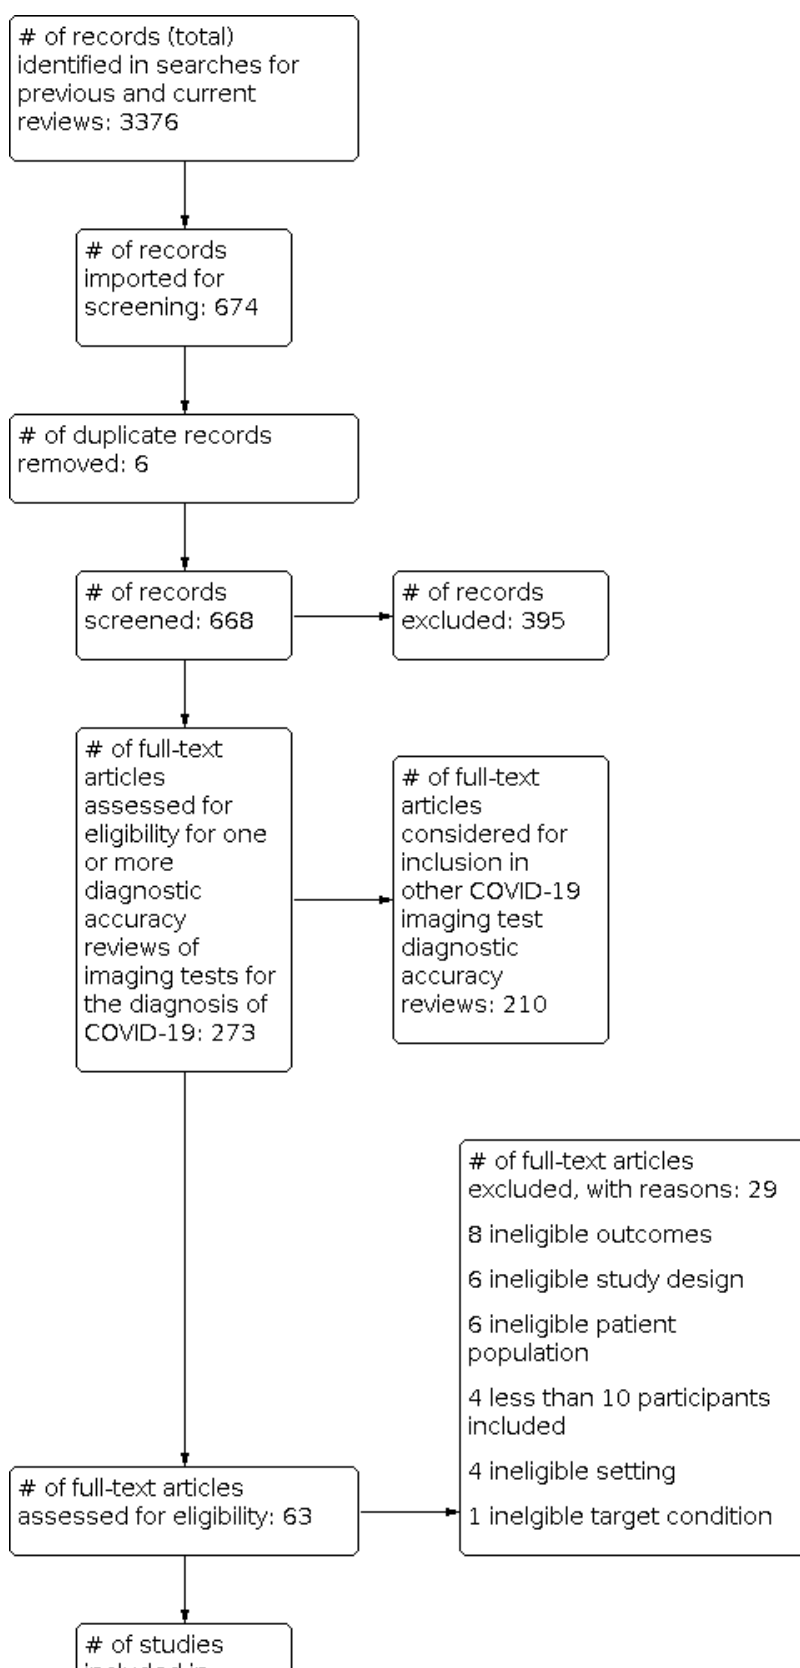 # of records (total)
identified in searches for
previous and current
reviews: 3376
# of records
imported for
screening: 674
# of duplicate records
removed: 6
# of records
screened: 668
# of records
excluded: 395
# of full-text
articles
assessed for
eligibility for one
or more
diagnostic
accuracy
reviews of
imaging tests for
the diagnosis of
COVID-19: 273
# of full-text
articles
considered for
inclusion in
other COVID-19
imaging test
diagnostic
accuracy
reviews: 210
# of full-text articles
excluded, with reasons: 29
8 ineligible outcomes
6 ineligible study design
6 ineligible patient
population
4 less than 10 participants
included
4 ineligible setting
1 inelgible target condition
# of full-text articles
assessed for eligibility: 63
# of studies
included in